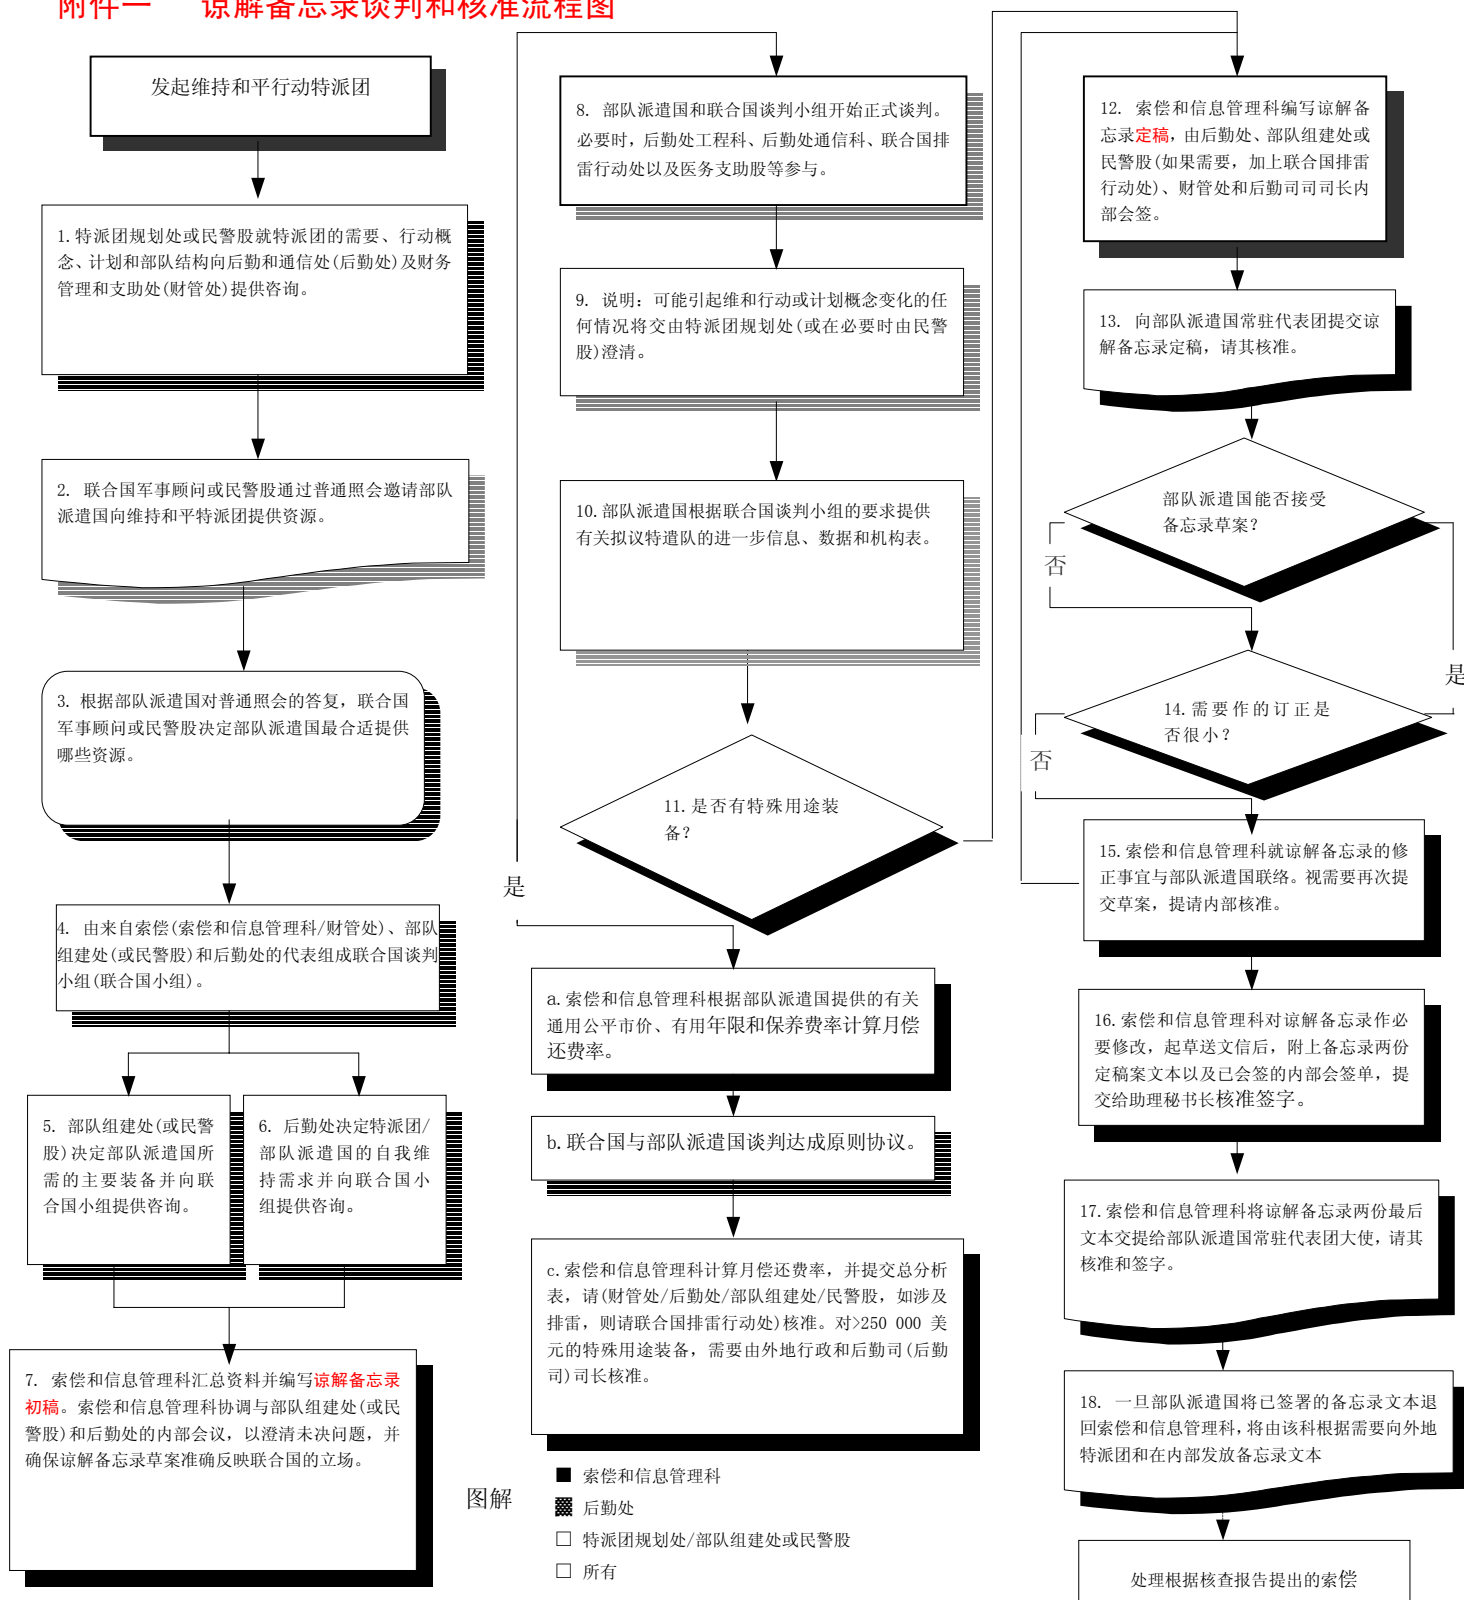 附件一 谅解备忘录谈判和核准流程图
发起维持和平行动特派团
1.特派团规划处或民警股就特派团的需要、行动概
念、计划和部队结构向后勤和通信处(后勤处)及财务
管理和支助处(财管处)提供咨询。
2. 联合国军事顾问或民警股通过普通照会邀请部队
派遣国向维持和平特派团提供资源。
3. 根据部队派遣国对普通照会的答复，联合国
军事顾问或民警股决定部队派遣国最合适提供
哪些资源。
4. 由来自索偿(索偿和信息管理科/财管处)、部队
组建处(或民警股)和后勤处的代表组成联合国谈判
小组(联合国小组)。
5. 部队组建处(或民警
股)决定部队派遣国所
需的主要装备并向联
合国小组提供咨询。
6. 后勤处决定特派团/
部队派遣国的自我维
持需求并向联合国小
组提供咨询。
7. 索偿和信息管理科汇总资料并编写谅解备忘录
初稿。索偿和信息管理科协调与部队组建处(或民
警股)和后勤处的内部会议，以澄清未决问题，并
确保谅解备忘录草案准确反映联合国的立场。
8. 部队派遣国和联合国谈判小组开始正式谈判。
必要时，后勤处工程科、后勤处通信科、联合国排
雷行动处以及医务支助股等参与。
9. 说明：可能引起维和行动或计划概念变化的任
何情况将交由特派团规划处(或在必要时由民警
股)澄清。
10.部队派遣国根据联合国谈判小组的要求提供
有关拟议特遣队的进一步信息、数据和机构表。
11.是否有特殊用途装
备？
是
a.索偿和信息管理科根据部队派遣国提供的有关
通用公平市价、有用年限和保养费率计算月偿
还费率。
b.联合国与部队派遣国谈判达成原则协议。
c.索偿和信息管理科计算月偿还费率，并提交总分析
表，请(财管处/后勤处/部队组建处/民警股，如涉及
排雷，则请联合国排雷行动处)核准。对>250 000 美
元的特殊用途装备，需要由外地行政和后勤司(后勤
司)司长核准。
图解
■ 索偿和信息管理科
▩ 后勤处
□ 特派团规划处/部队组建处或民警股
□ 所有
12. 索偿和信息管理科编写谅解备
忘录定稿，由后勤处、部队组建处或
民警股(如果需要，加上联合国排雷
行动处)、财管处和后勤司司司长内
部会签。
13. 向部队派遣国常驻代表团提交谅
解备忘录定稿，请其核准。
部队派遣国能否接受
备忘录草案？
否
是
14.需要作的订正是
否很小？
否
15.索偿和信息管理科就谅解备忘录的修
正事宜与部队派遣国联络。视需要再次提
交草案，提请内部核准。
16.索偿和信息管理科对谅解备忘录作必
要修改，起草送文信后，附上备忘录两份
定稿案文本以及已会签的内部会签单，提
交给助理秘书长核准签字。
17.索偿和信息管理科将谅解备忘录两份最后
文本交提给部队派遣国常驻代表团大使，请其
核准和签字。
18. 一旦部队派遣国将已签署的备忘录文本退
回索偿和信息管理科，将由该科根据需要向外地
特派团和在内部发放备忘录文本
处理根据核查报告提出的索偿